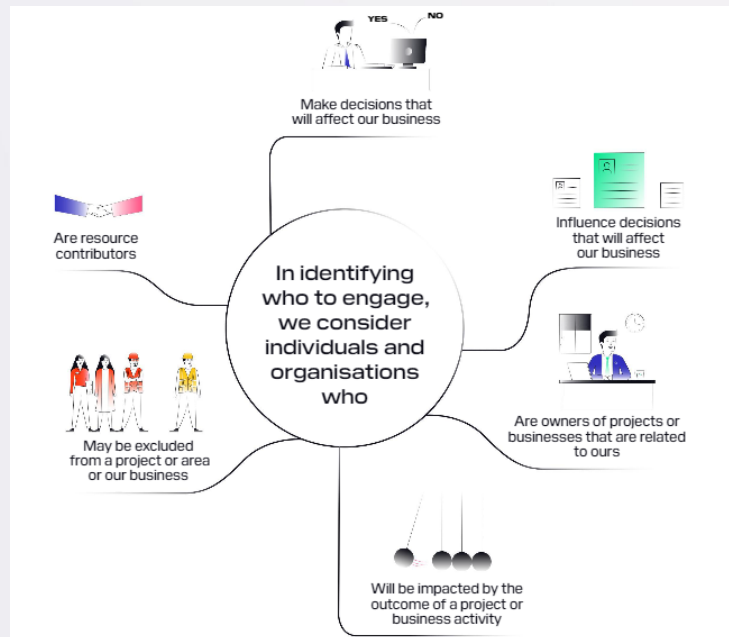 YES
NO
Make decisions that
will affect our business
Influence decisions
that will affect
our business
Are resource
contributors
In identifying
who to engage,
we consider
individuals and
organisations
who
Are owners of projects or
businesses that are related
to ours
May be excluded
from a project or area
or our business
Will be impacted by the
outcome of a project or
business activity